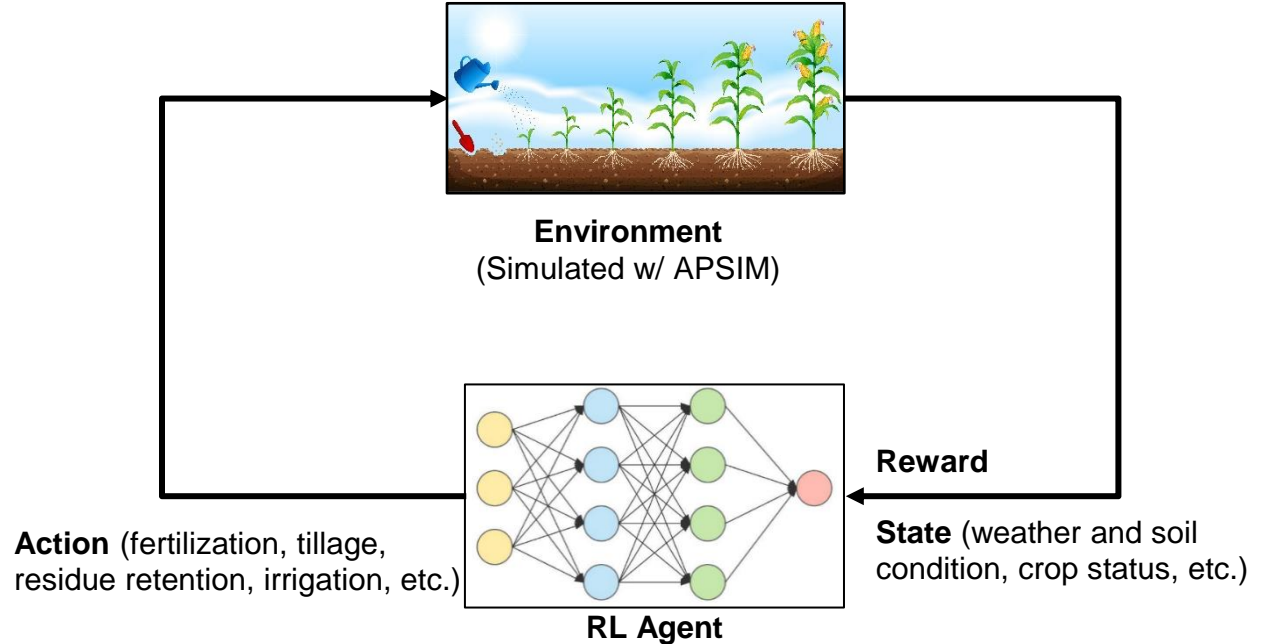 Environment
(Simulated w/ APSIM)
Reward
State (weather and soil
condition, crop status, etc.)
Action (fertilization, tillage,
residue retention, irrigation, etc.)
RL Agent